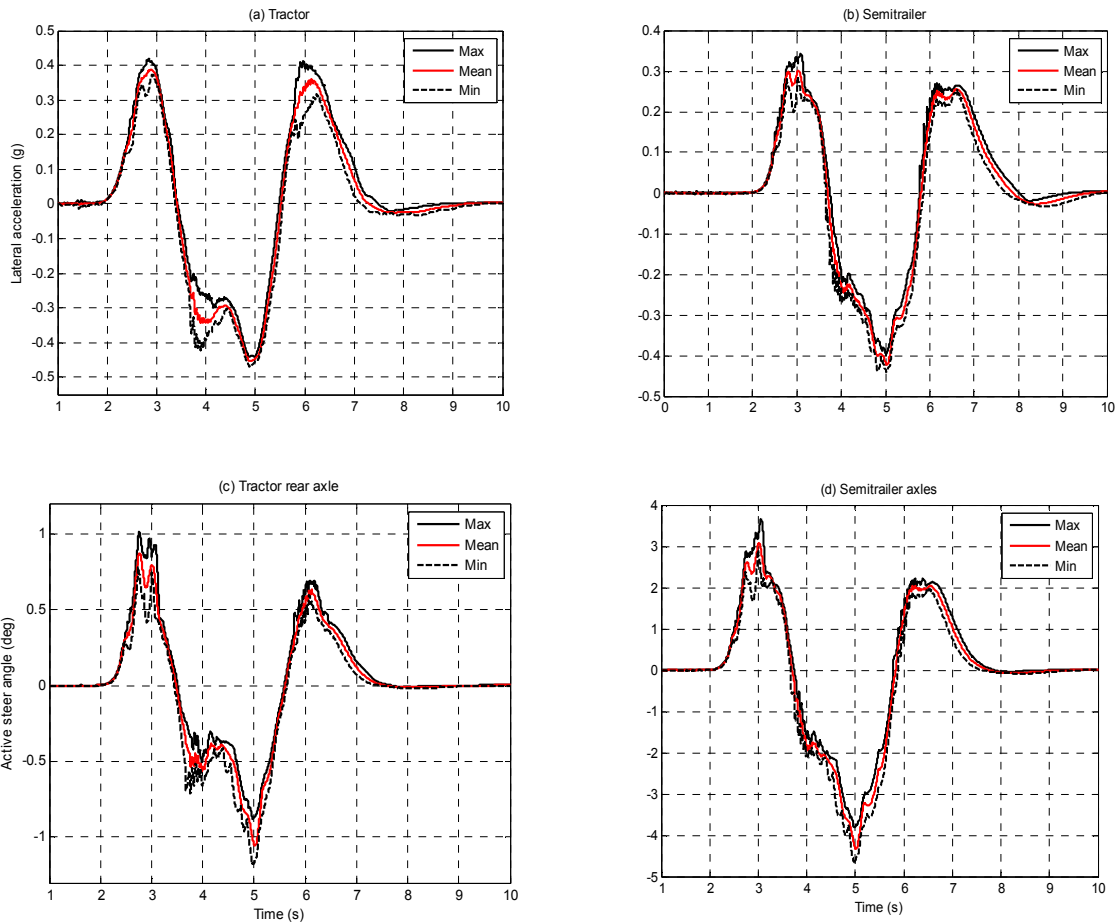 (a) Tractor
Lateral acceleration (g)
0.5
0.4
0.3
0.2
0.1
0
-0.1
-0.2
-0.3
-0.4
-0.5
Max
Mean
Min
1 2 3 4 5 6 7 8 9 10
(b) Semitrailer
0.4
0.3
0.2
0.1
0
-0.1
-0.2
-0.3
-0.4
-0.5
Max
Mean
Min
0 0 2 3 4 5 6 7 8 9 10
(c) Tractor rear axle
Active steer angle (deg)
1
0.5
0
-0.5
-1
Max
Mean
Min
1 2 3 4 5 6 7 8 9 10
Time (s)
(d) Semitrailer axles
4
3
2
1
0
-1
-2
-3
-4
-5
Max
Mean
Min
1 2 3 4 5 6 7 8 9 10
Time (s)